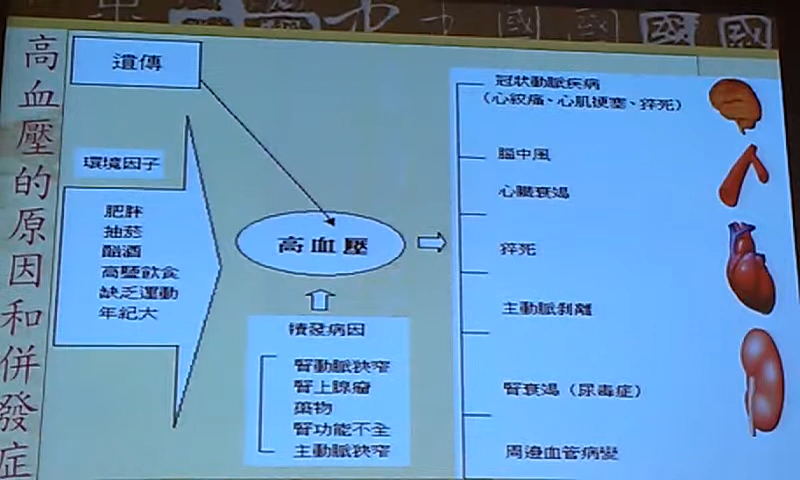 國
國
國
國
高血壓的原因和併發症
遺傳
環境因子
肥胖
抽菸
酗酒
高鹽飲食
缺乏運動
年紀大
高血壓
續發病因
腎動脈狹窄
腎上腺瘤
藥物
腎功能不全
主動脈狹窄
冠狀動脈疾病
(心絞痛、心肌梗塞、猝死)
腦中風
心臟衰竭
猝死
主動脈剝離
腎衰竭（尿毒症）
周邊血管病變